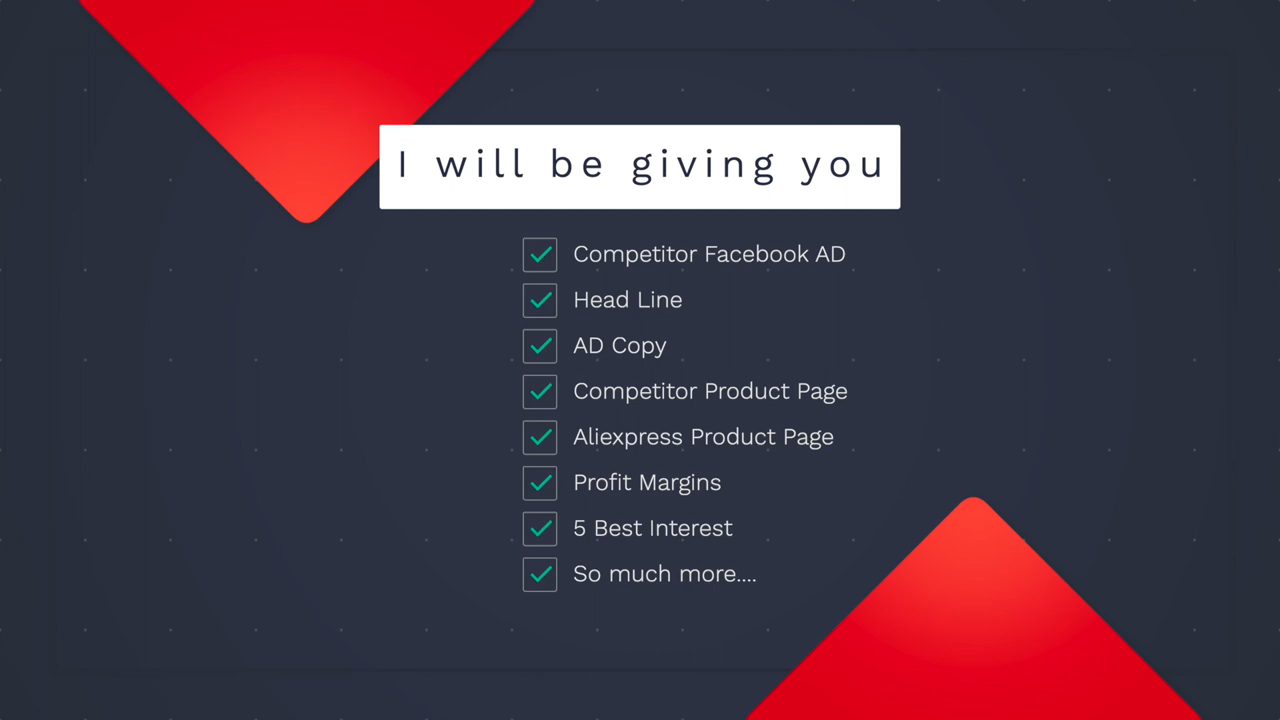 I will be giving you
Competitor Facebook AD
Head Line
AD Copy
Competitor Product Page
Aliexpress Product Page
Profit Margins
5 Best Interest
So much more....